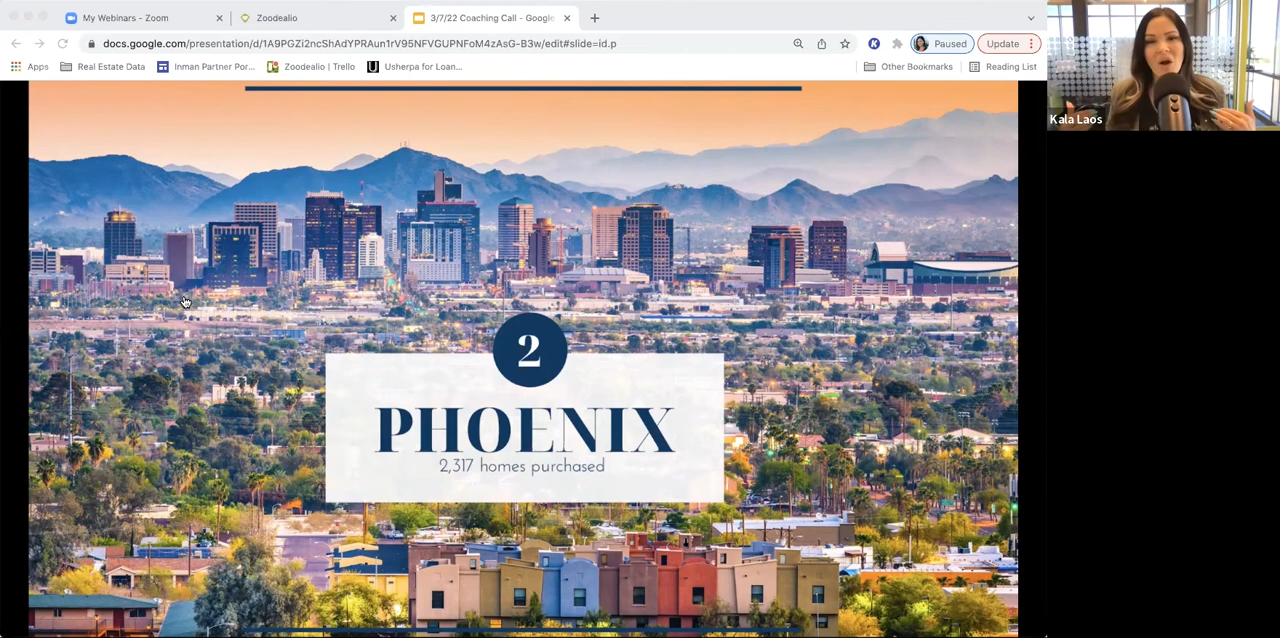 My Webinars - Zoom
Zoodealio
3/7/22 Coaching Call - Google
docs.google.com/presentation/d/1A9PGZi2ncShAdYPRAun1rV95NFVGUPNFoM4zAsG-B3w/edit#slide=id.p
Paused
Update
Apps
Real Estate Data
Inman Partner Por...
Zoodealio | Trello
Usherpa for Loan...
Other Bookmarks
Reading List
Kala Laos
2
PHOENIX
2,317 homes purchased